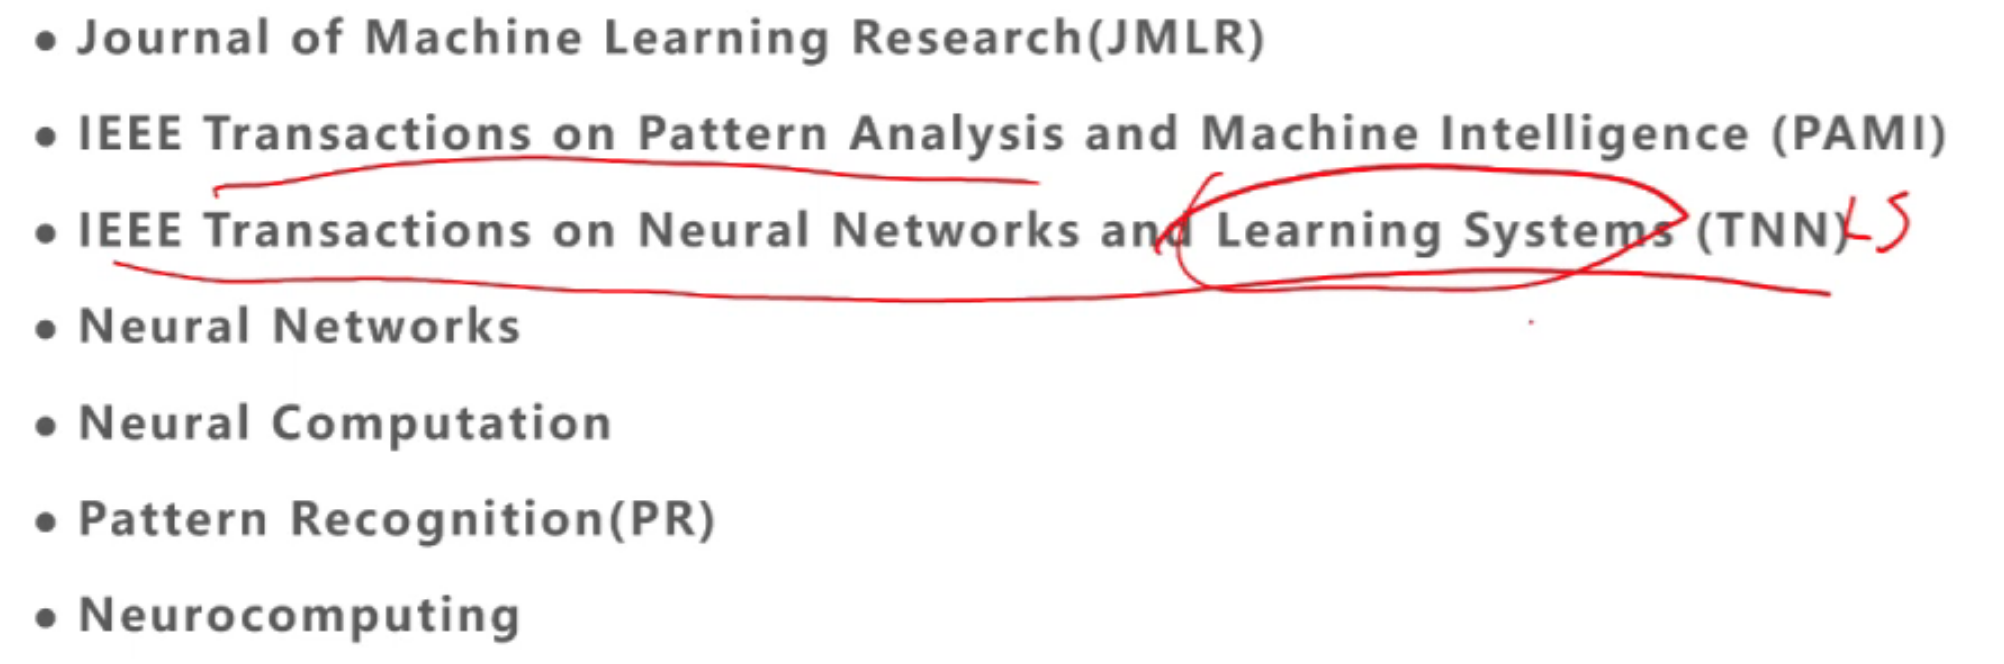 • Journal of Machine Learning Research(JMLR)
• IEEE Transactions on Pattern Analysis and Machine Intelligence (PAMI)
• IEEE Transactions on Neural Networks and Learning Systems (TNN)LS
• Neural Networks
• Neural Computation
• Pattern Recognition(PR)
• Neurocomputing